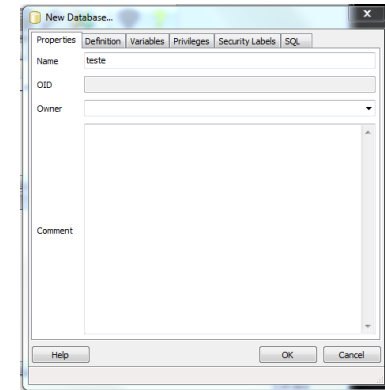 New Database...
x
Properties Definition Variables Privileges Security Labels SQL
Name teste
OID
Owner
Comment
Help OK Cancel